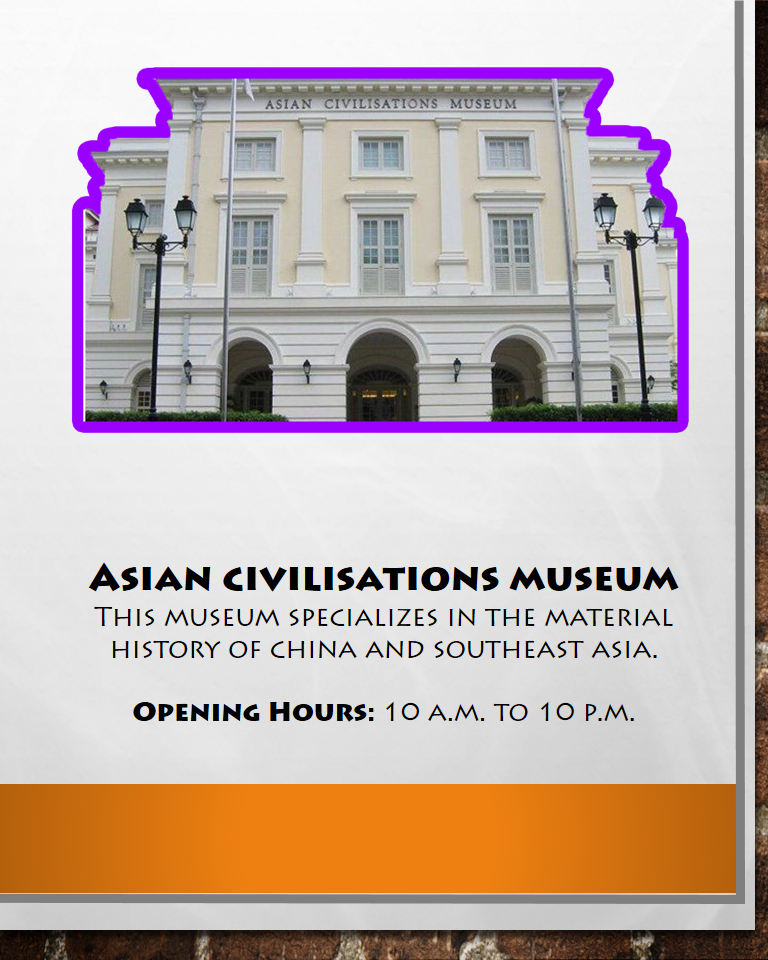 ASIAN CIVILISATIONS MUSEUM
ASIAN CIVILISATIONS MUSEUM
THIS MUSEUM SPECIALIZES IN THE MATERIAL
HISTORY OF CHINA AND SOUTHEAST ASIA.
OPENING HOURS: 10 A.M. TO 10 P.M.